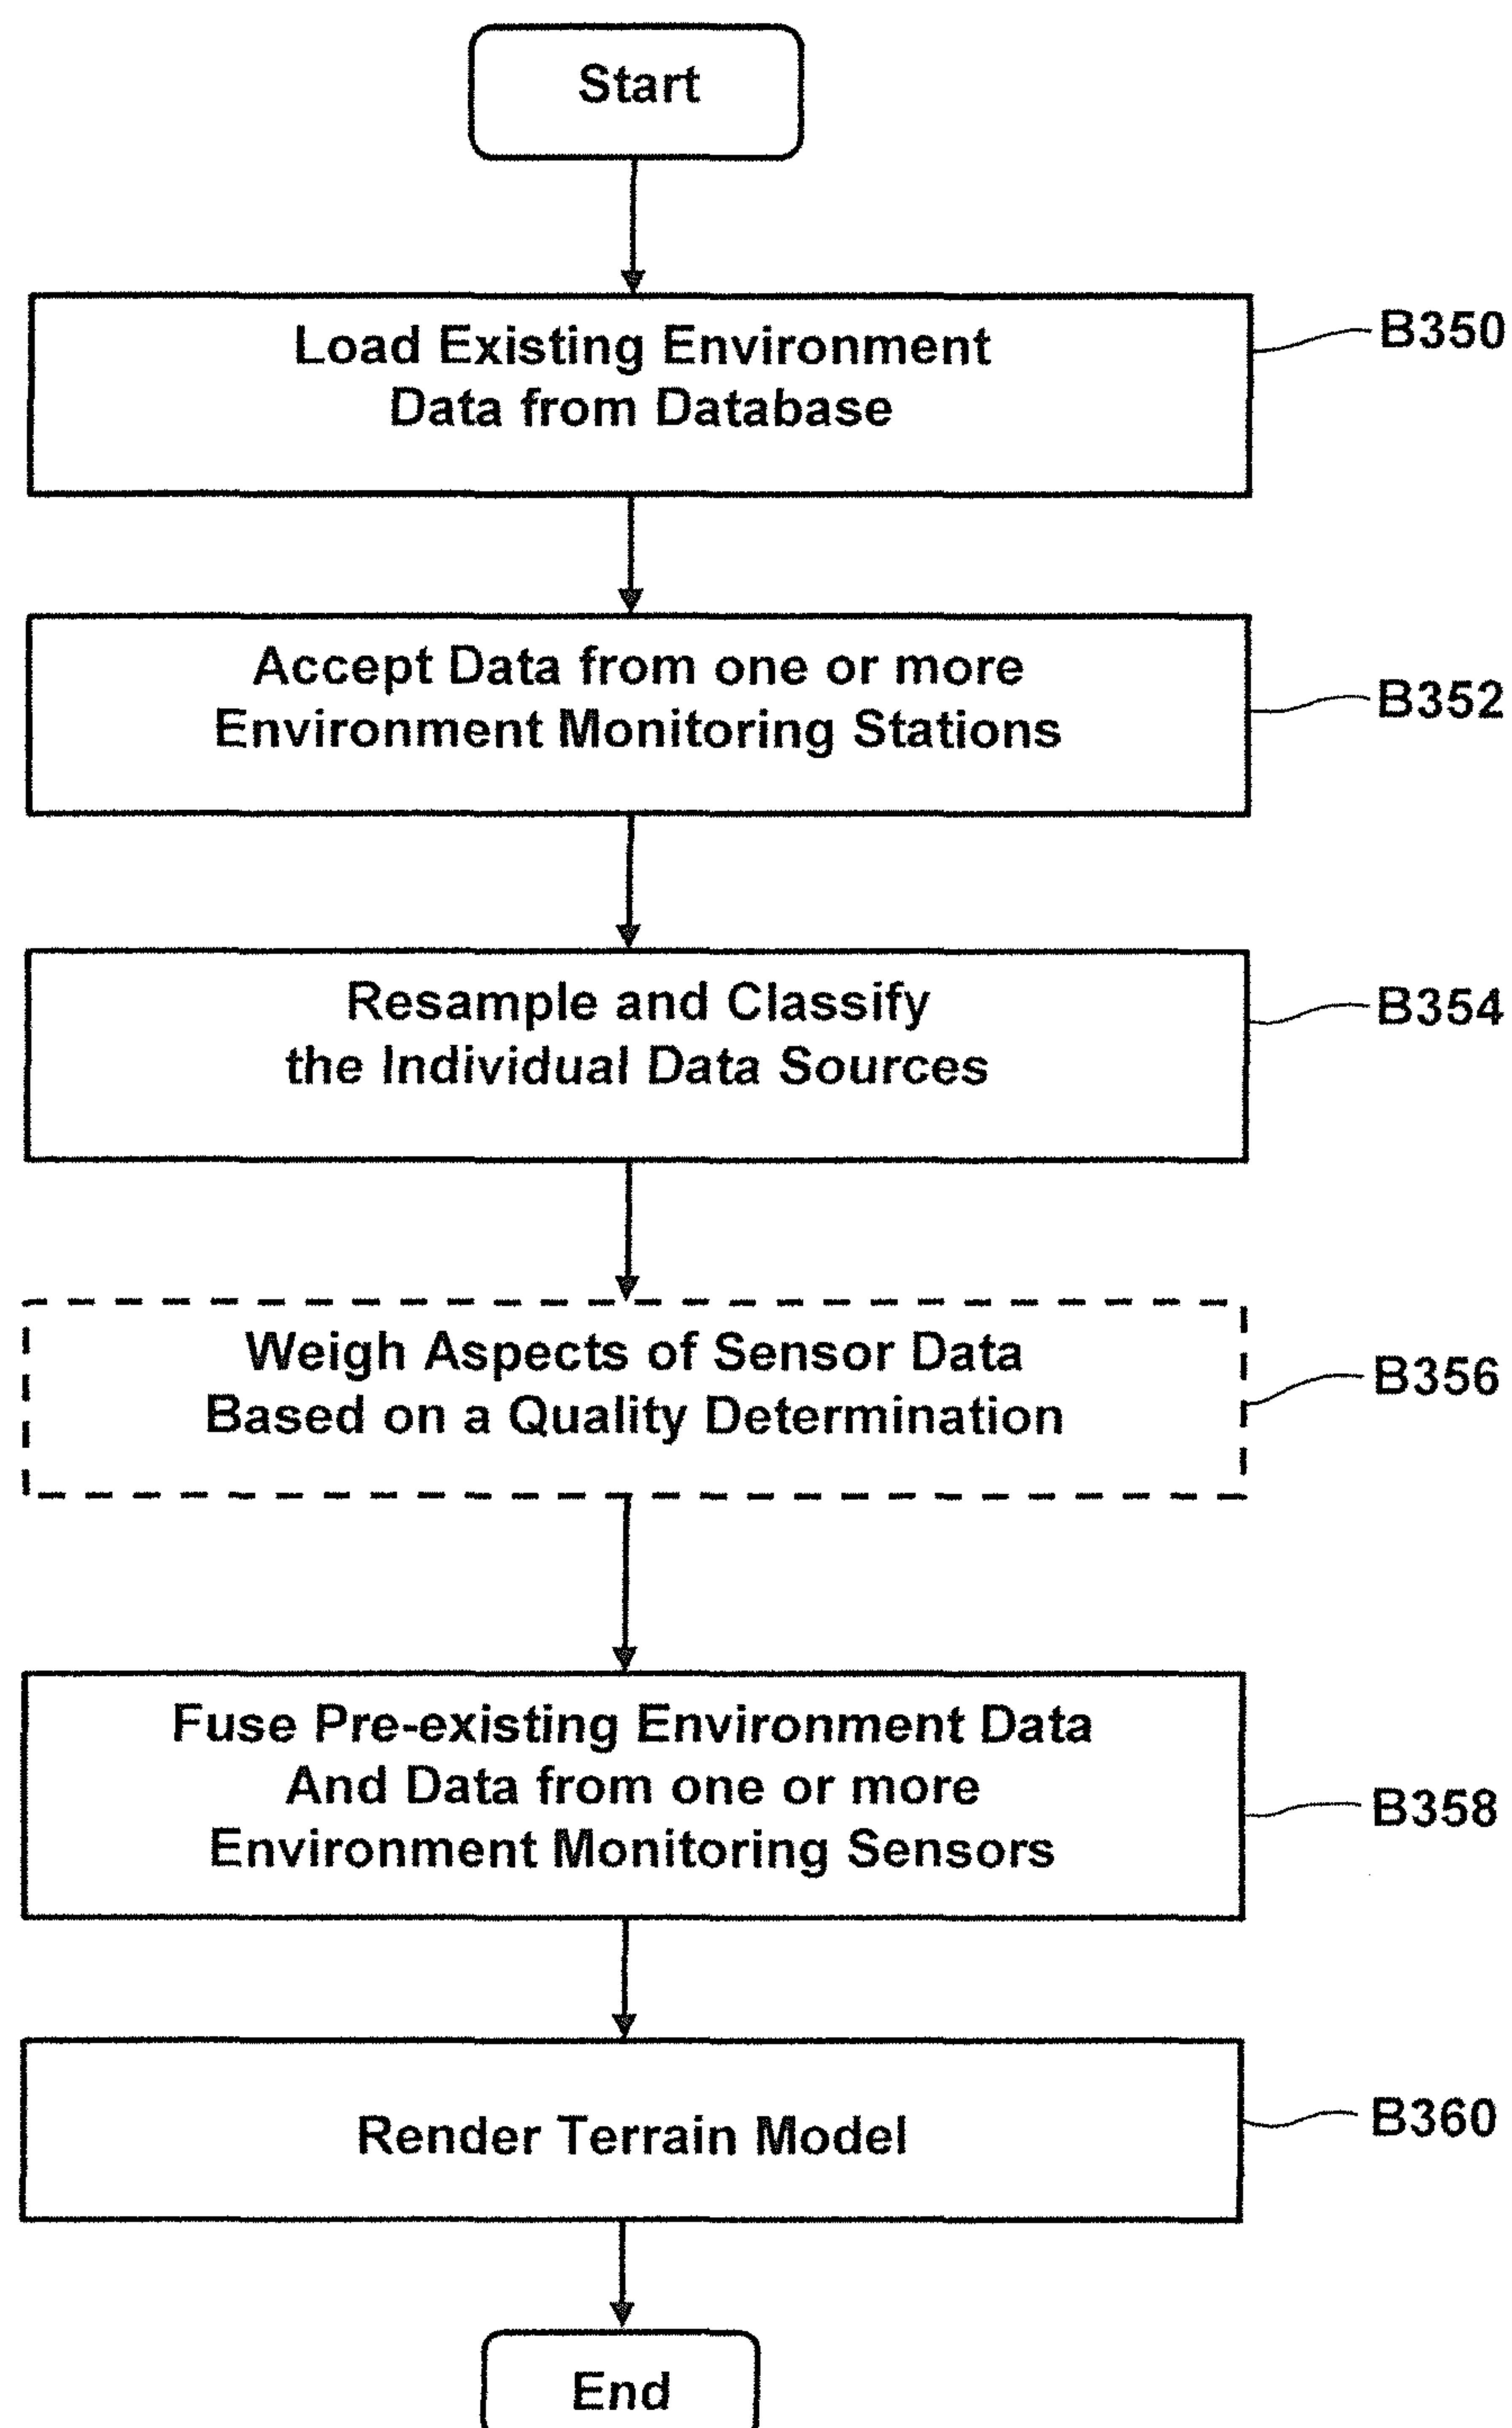 Start
Load Existing Environment
Data from Database
B350
Accept Data from one or more
Environment Monitoring Stations
B352
Resample and Classify
the Individual Data Sources
B354
Weigh Aspects of Sensor Data
Based on a Quality Determination
B356
Fuse Pre-existing Environment Data
And Data from one or more
Environment Monitoring Sensors
B358
Render Terrain Model
B360
End